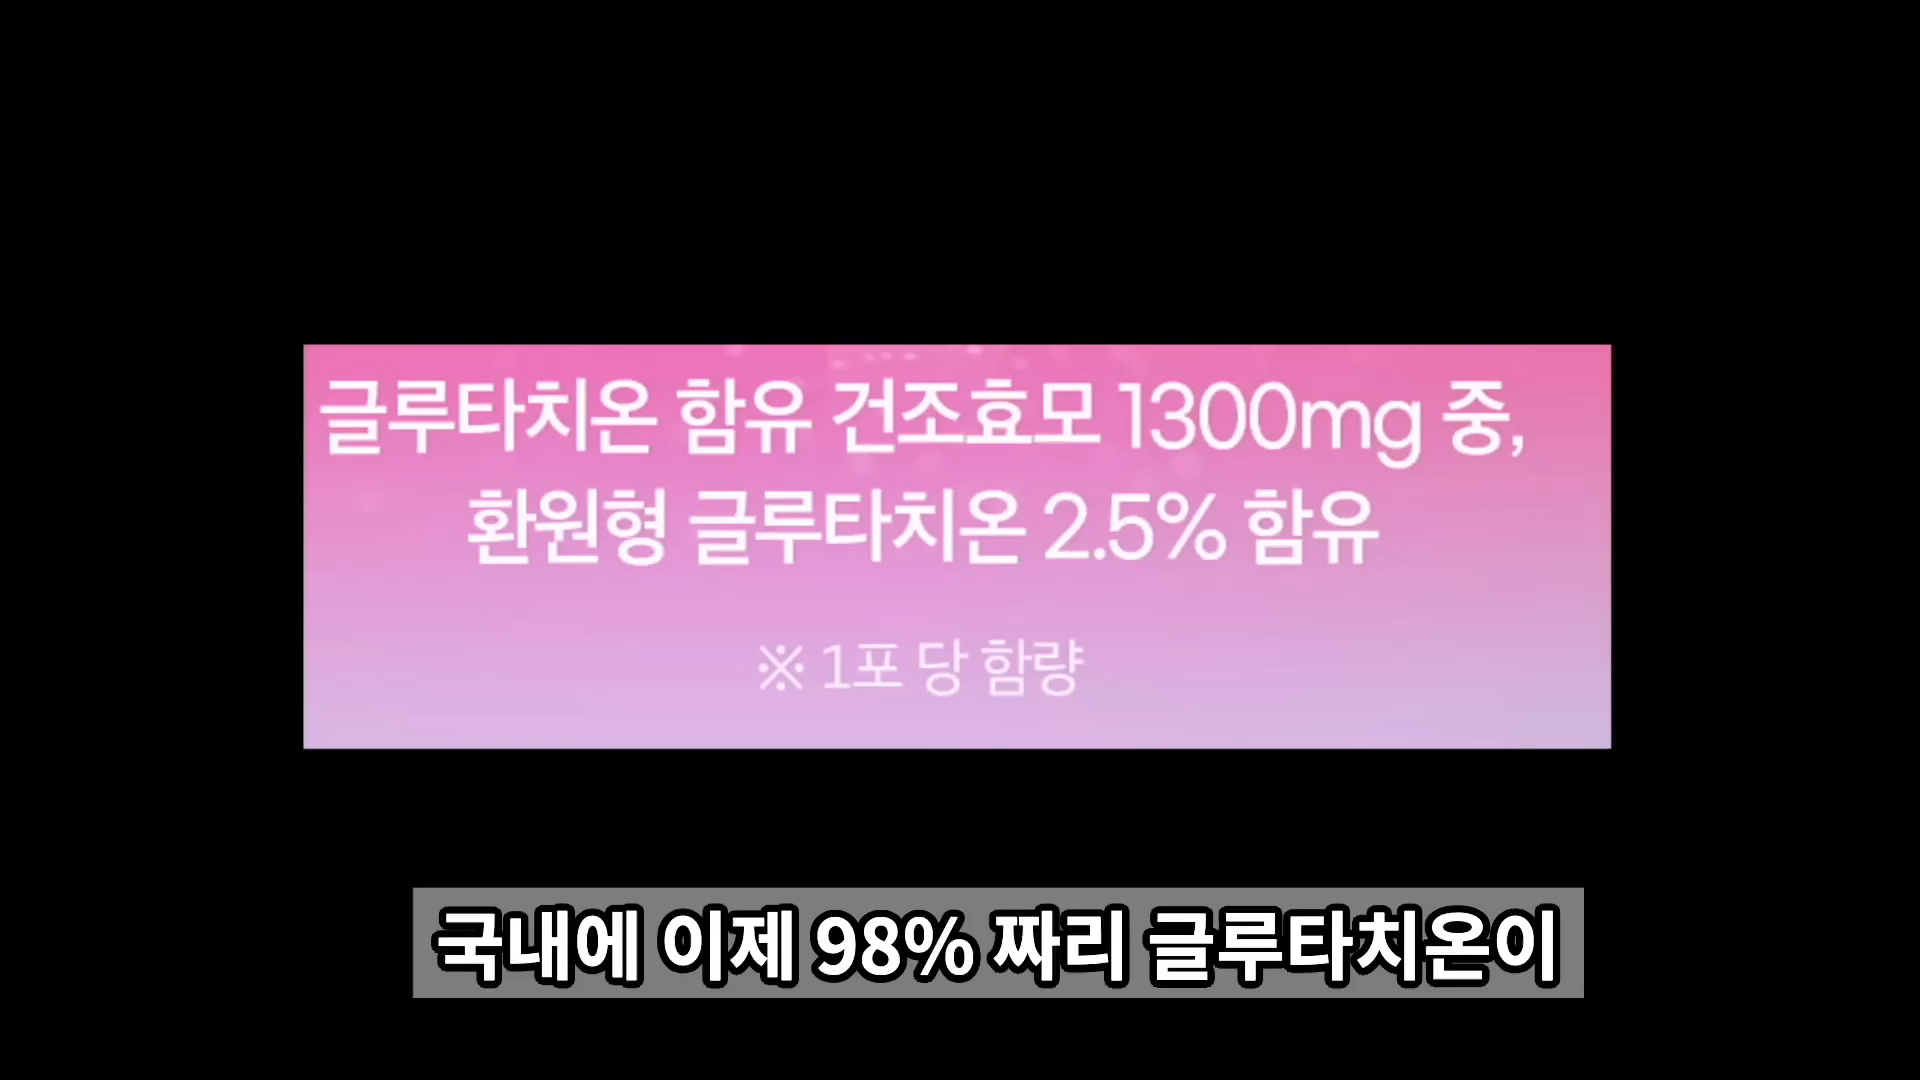 글루타치온 함유 건조효모 1300mg 중,
환원형 글루타치온 2.5% 함유
※ 1포 당 함량
국내에 이제 98% 짜리 글루타치온이